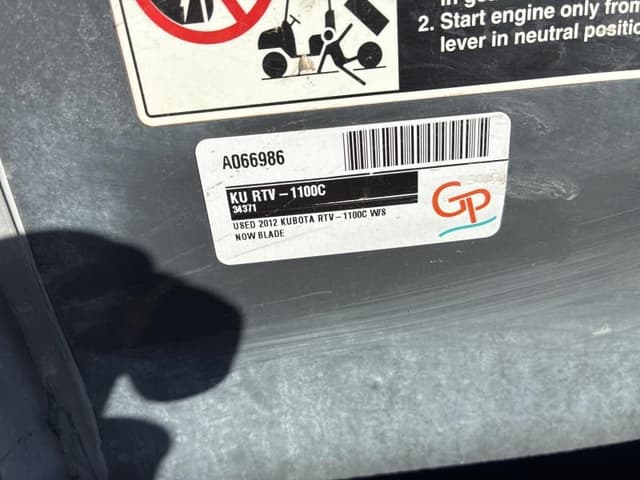 2. Start engine only from
lever in neutral positio
A066986
KU RTV-1100C
34371
USED 2012 KUBOTA RTV-1100C W/S
NOW BLADE
GP